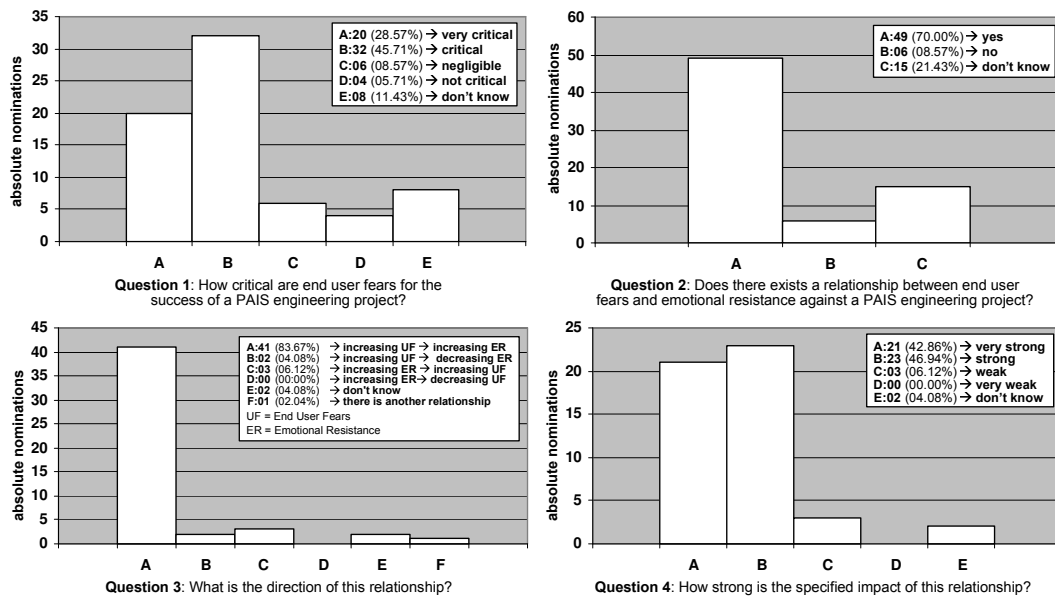 absolute nominations
35
30
25
20
15
10
5
0
A:20 (28.57%) → very critical
B:32 (45.71%) → critical
C:06 (08.57%) → negligible
D:04 (05.71%) → not critical
E:08 (11.43%) → don't know
A B C D E
Question 1: How critical are end user fears for the
success of a PAIS engineering project?
absolute nominations
60
50
40
30
20
10
0
A:49 (70.00%) → yes
B:06 (08.57%) → no
C:15 (21.43%) → don't know
A B C
Question 2: Does there exists a relationship between end user
fears and emotional resistance against a PAIS engineering project?
absolute nominations
45
40
35
30
25
20
15
10
5
0
A:41 (83.67%) → increasing UF → increasing ER
B:02 (04.08%) → increasing UF → decreasing ER
C:03 (06.12%) → increasing ER → increasing UF
D:00 (00.00%) → increasing ER → decreasing UF
E:02 (04.08%) → don't know
F:01 (02.04%) → there is another relationship
UF = End User Fears
ER = Emotional Resistance
A B C D E F
Question 3: What is the direction of this relationship?
absolute nominations
25
20
15
10
5
0
A:21 (42.86%) → very strong
B:23 (46.94%) → strong
C:03 (06.12%) → weak
D:00 (00.00%) → very weak
E:02 (04.08%) → don't know
A B C D E
Question 4: How strong is the specified impact of this relationship?